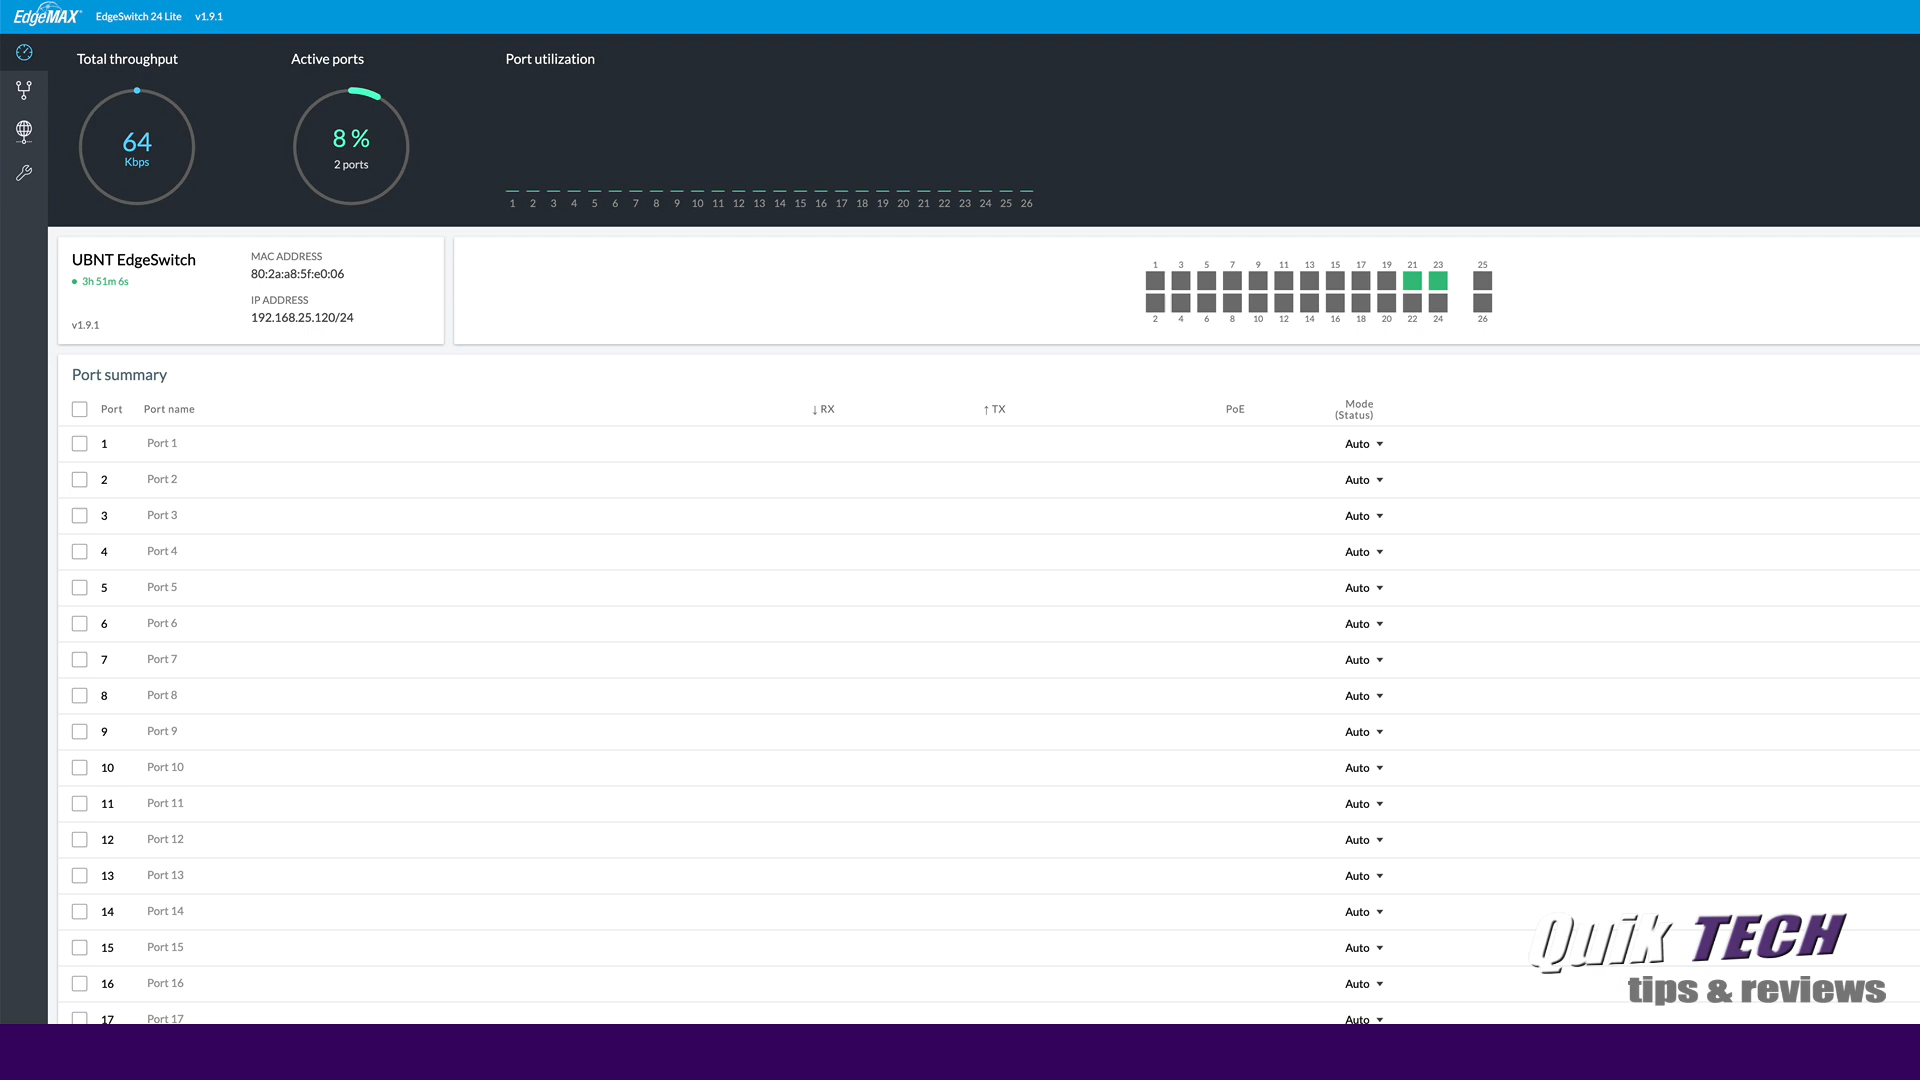 EdgeMAX EdgeSwitch 24 Lite v1.9.1
Total throughput Active ports Port utilization
64 Kbps
8 %
2 ports
1 2 3 4 5 6 7 8 9 10 11 12 13 14 15 16 17 18 19 20 21 22 23 24 25 26
UBNT EdgeSwitch
3h 51m 6s
v1.9.1
MAC ADDRESS
80:2a:a8:5f:e0:06
IP ADDRESS
192.168.25.120/24
1 3 5 7 9 11 13 15 17 19 21 23 25
2 4 6 8 10 12 14 16 18 20 22 24 26
Port summary
Port Port name ↓ RX ↑ TX PoE Mode (Status)
1 Port 1 Auto
2 Port 2 Auto
3 Port 3 Auto
4 Port 4 Auto
5 Port 5 Auto
6 Port 6 Auto
7 Port 7 Auto
8 Port 8 Auto
9 Port 9 Auto
10 Port 10 Auto
11 Port 11 Auto
12 Port 12 Auto
13 Port 13 Auto
14 Port 14 Auto
15 Port 15 Auto
16 Port 16 Auto
17 Port 17 Auto
Quik TECH
tips & reviews